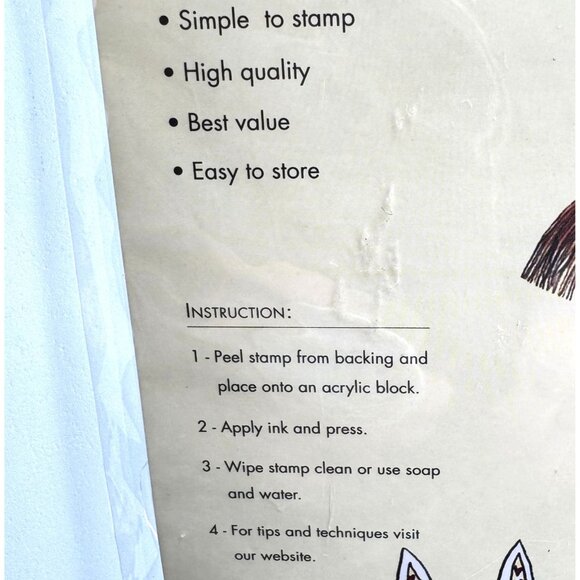 • Simple to stamp
• High quality
• Best value
• Easy to store
INSTRUCTION:
1 - Peel stamp from backing and
place onto an acrylic block.
2 - Apply ink and press.
3 - Wipe stamp clean or use soap
and water.
4 - For tips and techniques visit
our website.